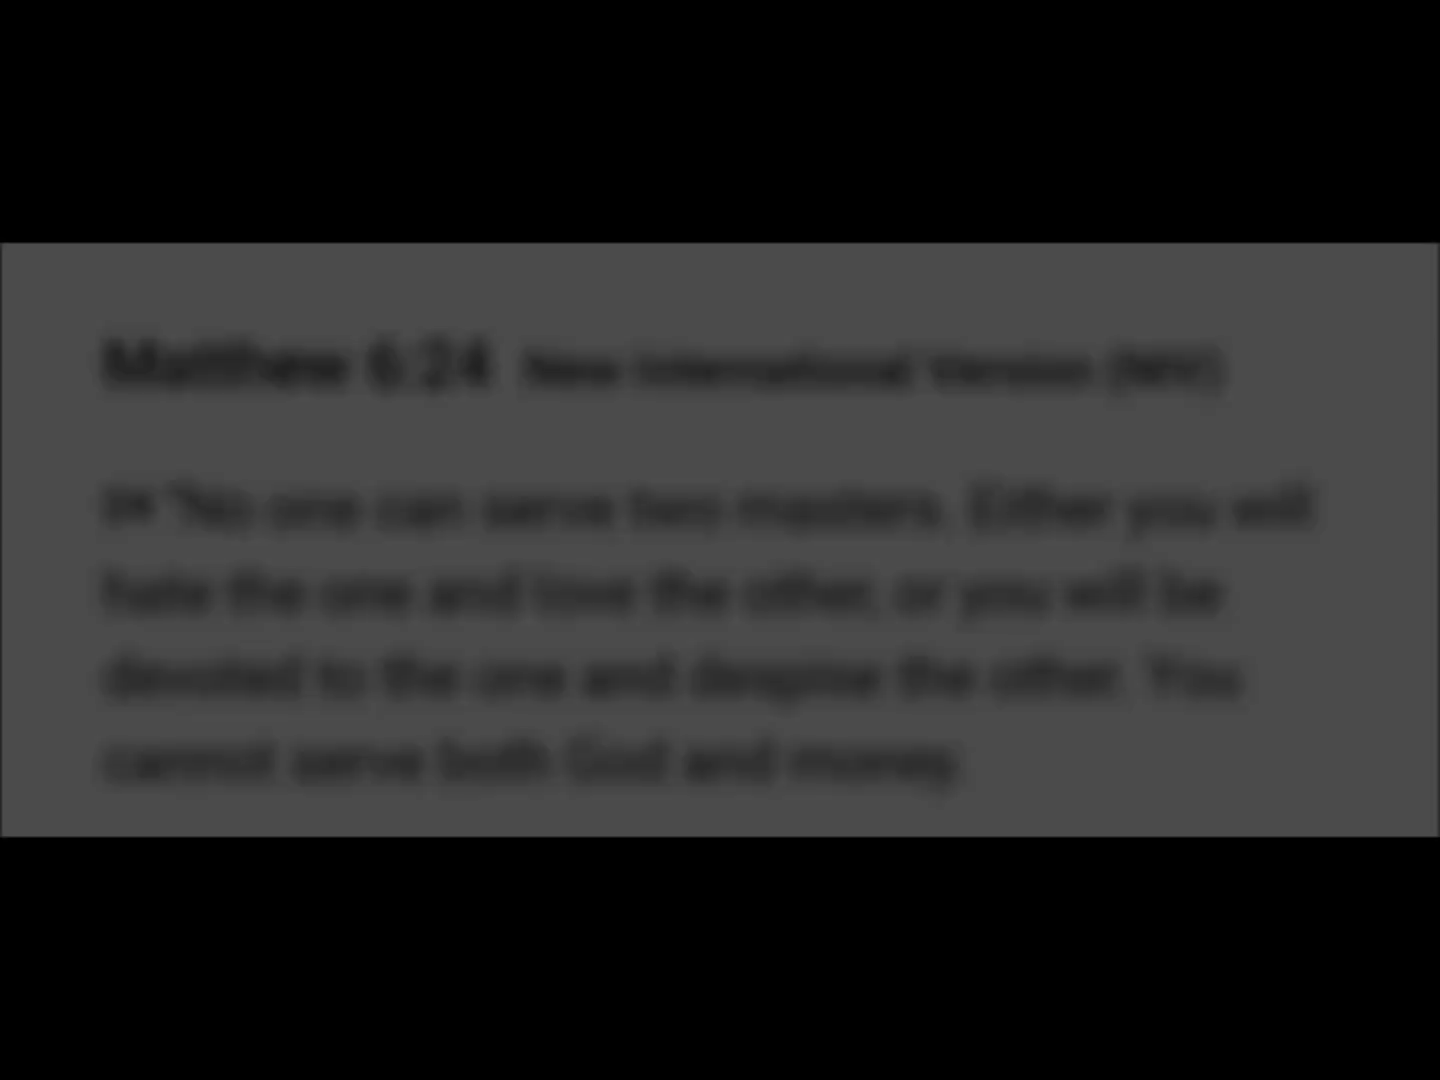 Matthew 6:24 New International Version (NIV)
24 "No one can serve two masters. Either you will
hate the one and love the other, or you will be
devoted to the one and despise the other. You
cannot serve both God and money.